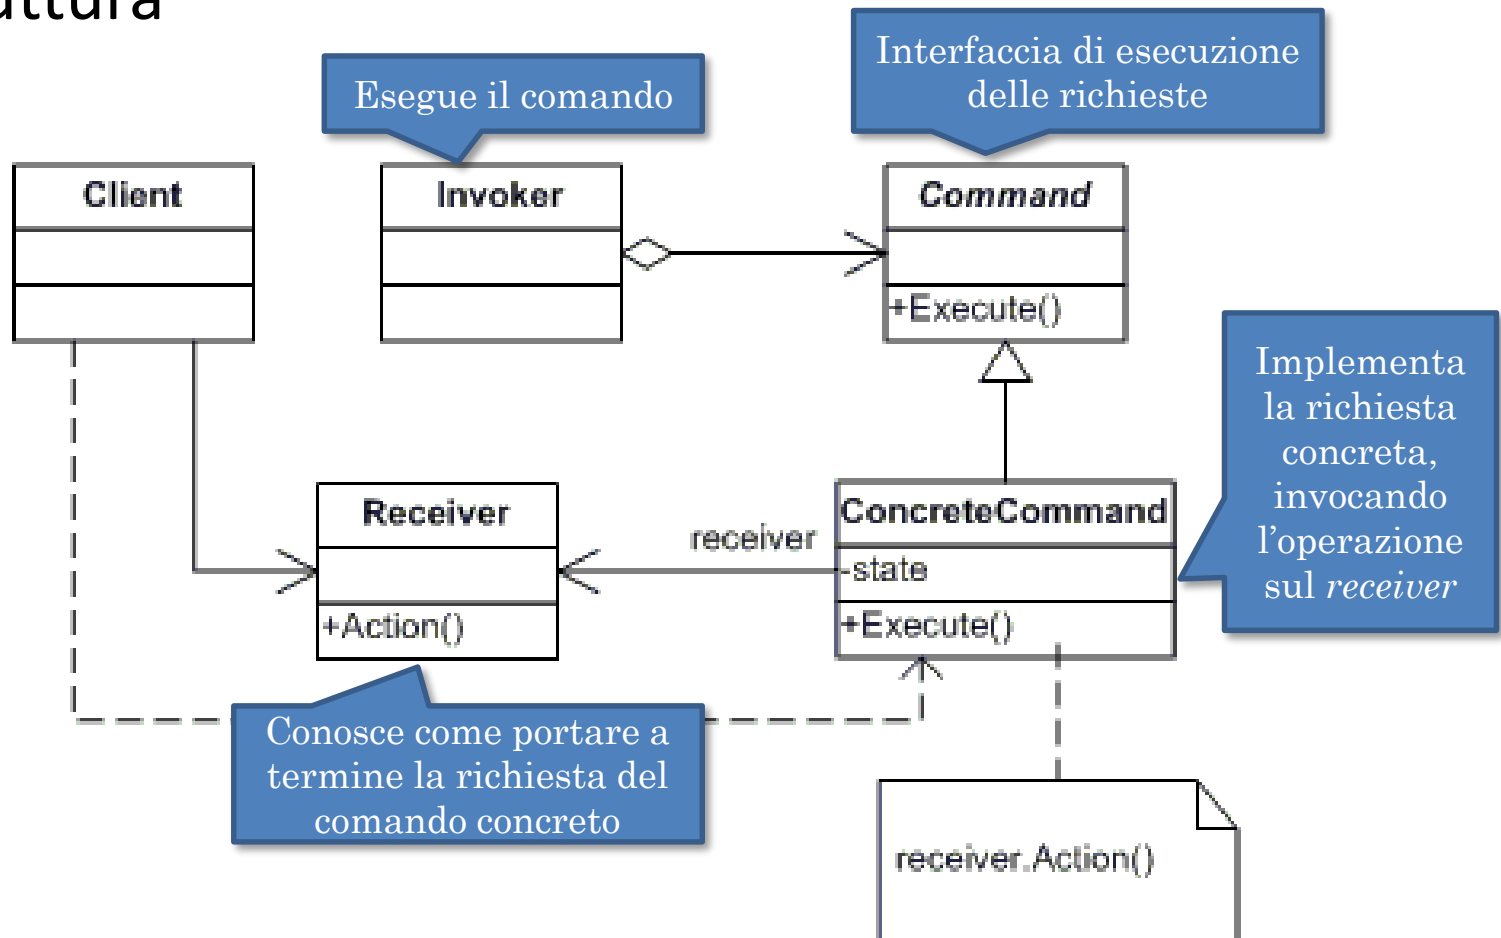 Esegue il comando
Interfaccia di esecuzione
delle richieste
Client
Invoker
Command
+Execute()
Implementa
la richiesta
concreta,
invocando
l’operazione
sul receiver
Receiver
+Action()
receiver
ConcreteCommand
-state
+Execute()
Conosce come portare a
termine la richiesta del
comando concreto
receiver.Action()